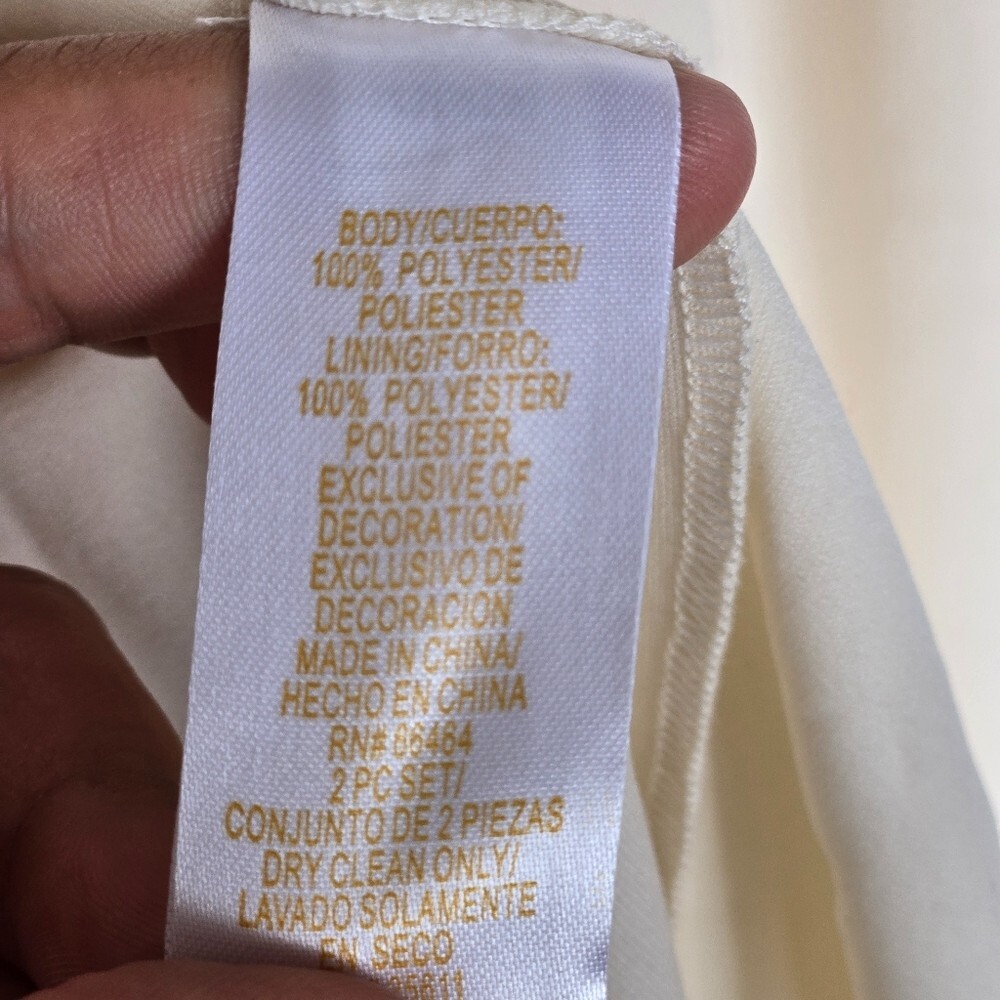 BODY/CUERPO:
100% POLYESTER/
POLIESTER
LINING/FORRO:
100% POLYESTER/
POLIESTER
EXCLUSIVE OF
DECORATION/
EXCLUSIVO DE
DECORACION
MADE IN CHINA/
HECHO EN CHINA
RN# 86464
2 PC SET/
CONJUNTO DE 2 PIEZAS
DRY CLEAN ONLY/
LAVADO SOLAMENTE
EN SECO